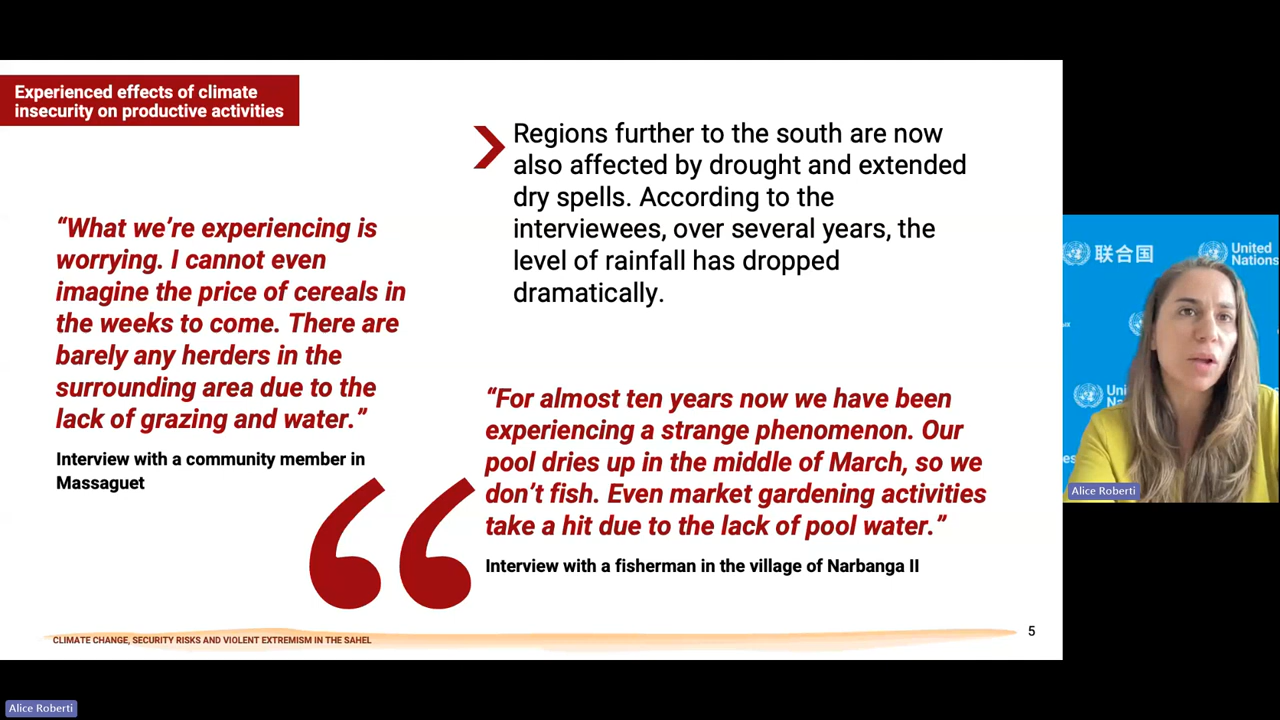 Experienced effects of climate
insecurity on productive activities
Regions further to the south are now
also affected by drought and extended
dry spells. According to the
interviewees, over several years, the
level of rainfall has dropped
dramatically.
“What we’re experiencing is
worrying. I cannot even
imagine the price of cereals in
the weeks to come. There are
barely any herders in the
surrounding area due to the
lack of grazing and water.”
Interview with a community member in
Massaguet
“For almost ten years now we have been
experiencing a strange phenomenon. Our
pool dries up in the middle of March, so we
don’t fish. Even market gardening activities
take a hit due to the lack of pool water.”
Interview with a fisherman in the village of Narbanga II
CLIMATE CHANGE, SECURITY RISKS AND VIOLENT EXTREMISM IN THE SAHEL
5
联合国
United
Nations
Alice Roberti
Alice Roberti